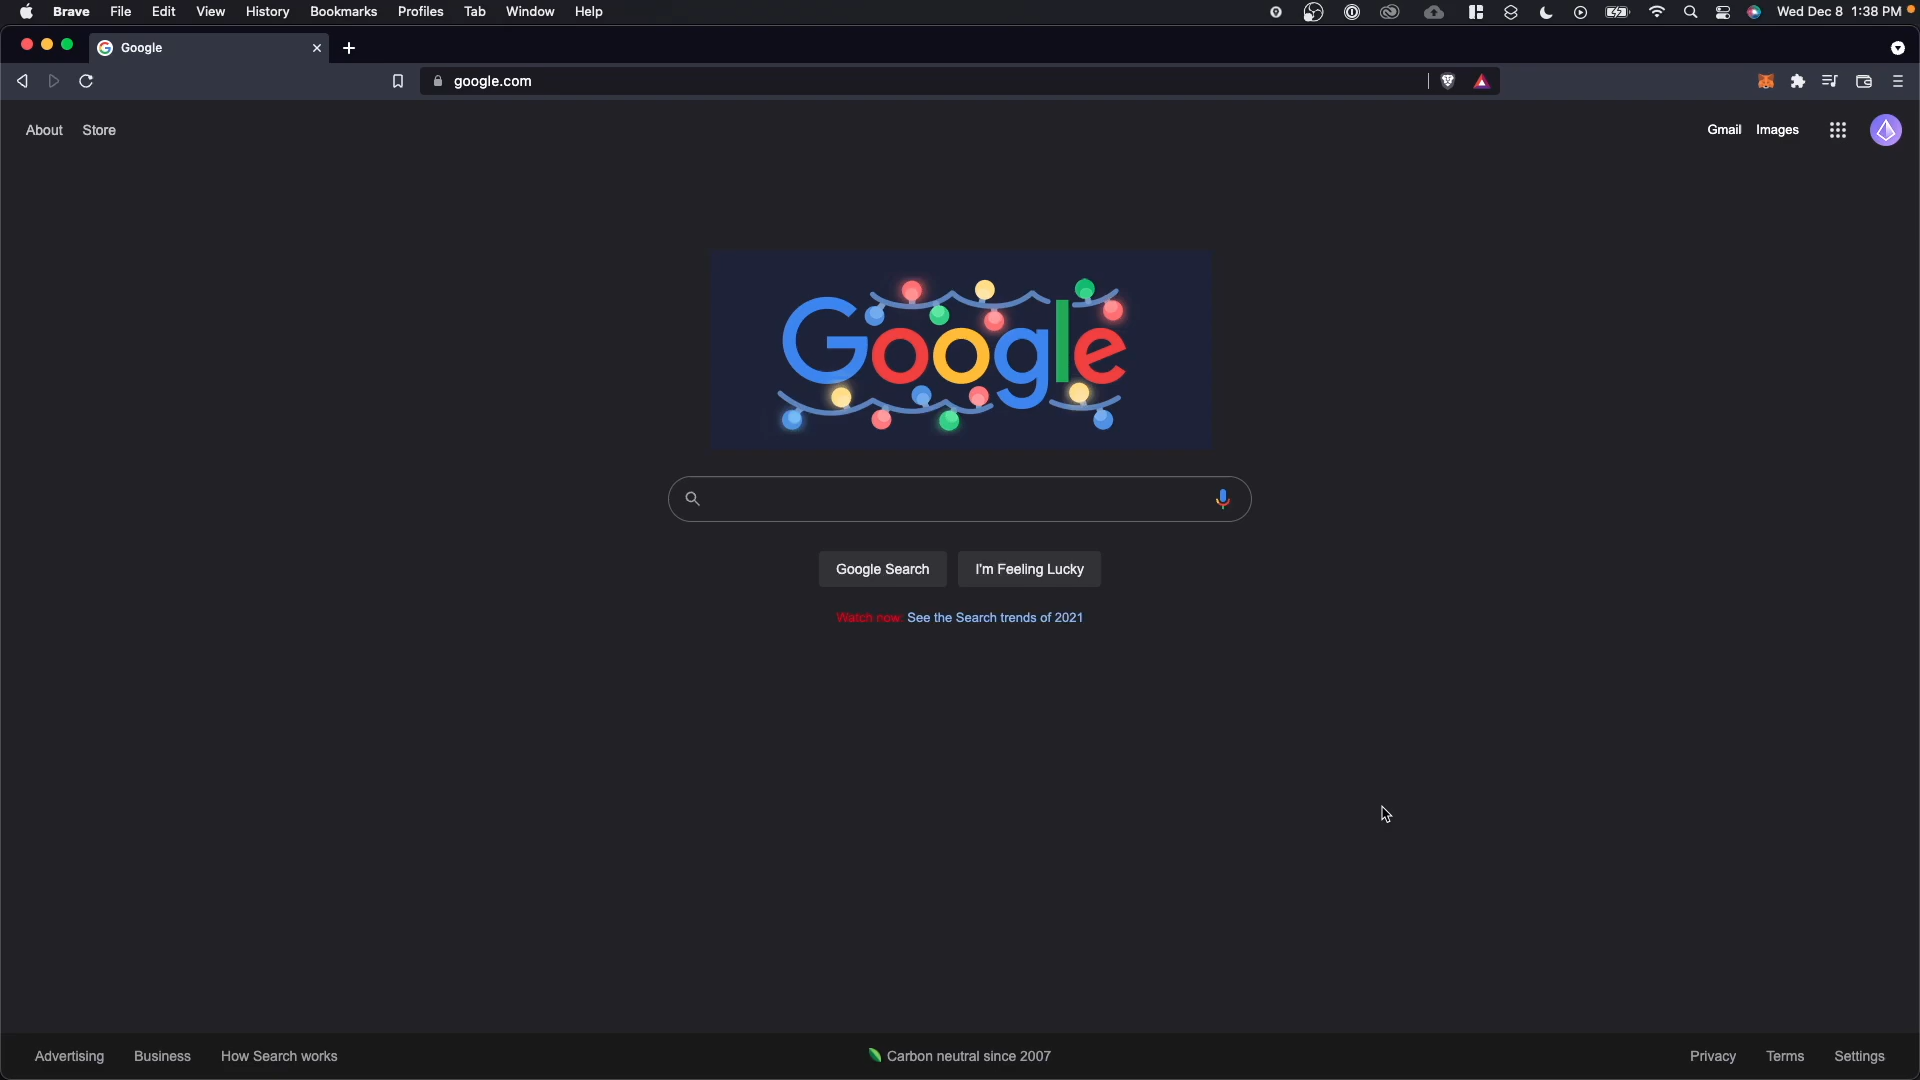 Brave File Edit View History Bookmarks Profiles Tab Window Help Wed Dec 8 1:38 PM
Google
google.com
About Store Gmail Images
Google
Google Search I'm Feeling Lucky
Watch now: See the Search trends of 2021
Advertising Business How Search works Carbon neutral since 2007 Privacy Terms Settings